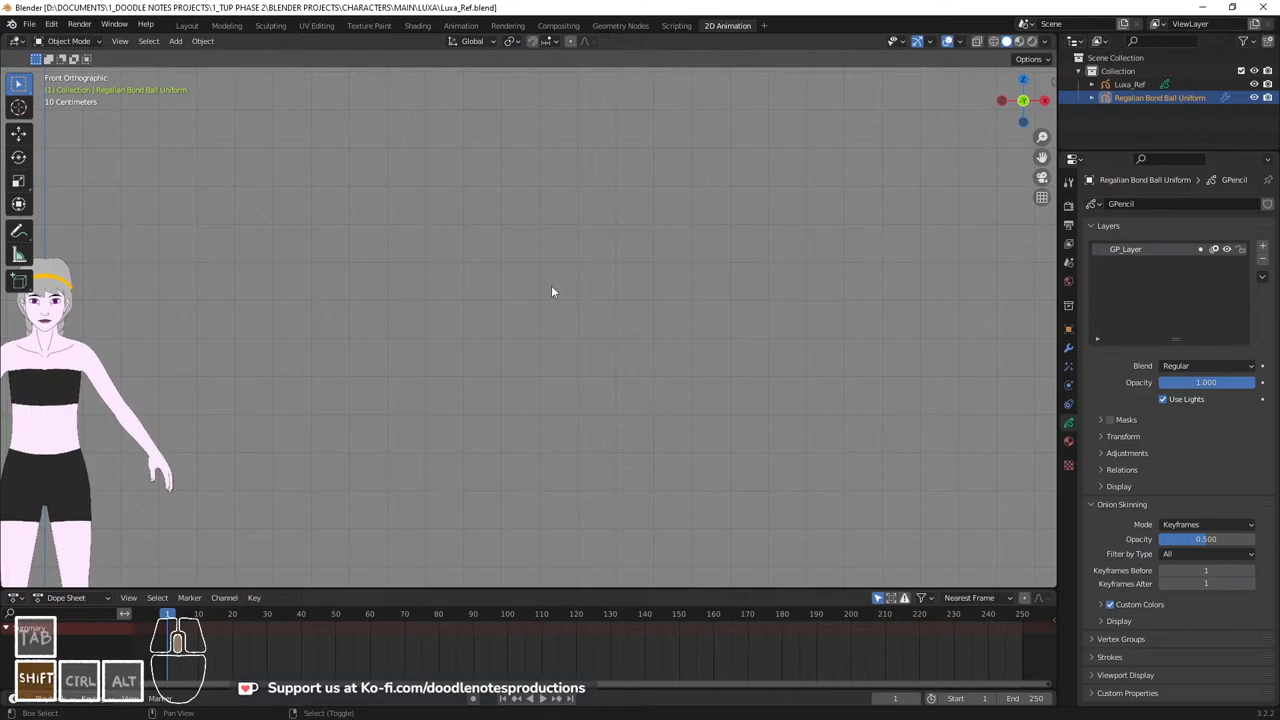 Blender [D:\1_DOODLE NOTES PROJECTS\1_TUP PHASE 2\BLENDER PROJECTS\CHARACTERS\MAIN\LUXA\Luxa_Ref.blend]
File Edit Render Window Help Layout Modeling Sculpting UV Editing Texture Paint Shading Animation Rendering Compositing Geometry Nodes Scripting 2D Animation + Scene ViewLayer
Object Mode View Select Add Object Global
Options
Front Orthographic
(1) Collection | Regalian Bond Ball Uniform
10 Centimeters
Z
Y
X
Scene Collection
Collection
Luxa_Ref
Regalian Bond Ball Uniform
Regalian Bond Ball Uniform > GPencil
GPencil
Layers
GP_Layer
Blend Regular
Opacity 1.000
Use Lights
Masks
Transform
Adjustments
Relations
Display
Onion Skinning
Mode Keyframes
Opacity 0.500
Filter by Type All
Keyframes Before 1
Keyframes After 1
Custom Colors
Display
Vertex Groups
Strokes
Viewport Display
Custom Properties
Dope Sheet View Select Marker Channel Key Nearest Frame
1 10 20 30 40 50 60 70 80 90 100 110 120 130 140 150 160 170 180 190 200 210 220 230 240 250
Summary
TAB
SHIFT CTRL ALT
Support us at Ko-fi.com/doodlenotesproductions
Marker
1 Start 1 End 250
Box Select Pan View Select (Toggle) 3.2.2